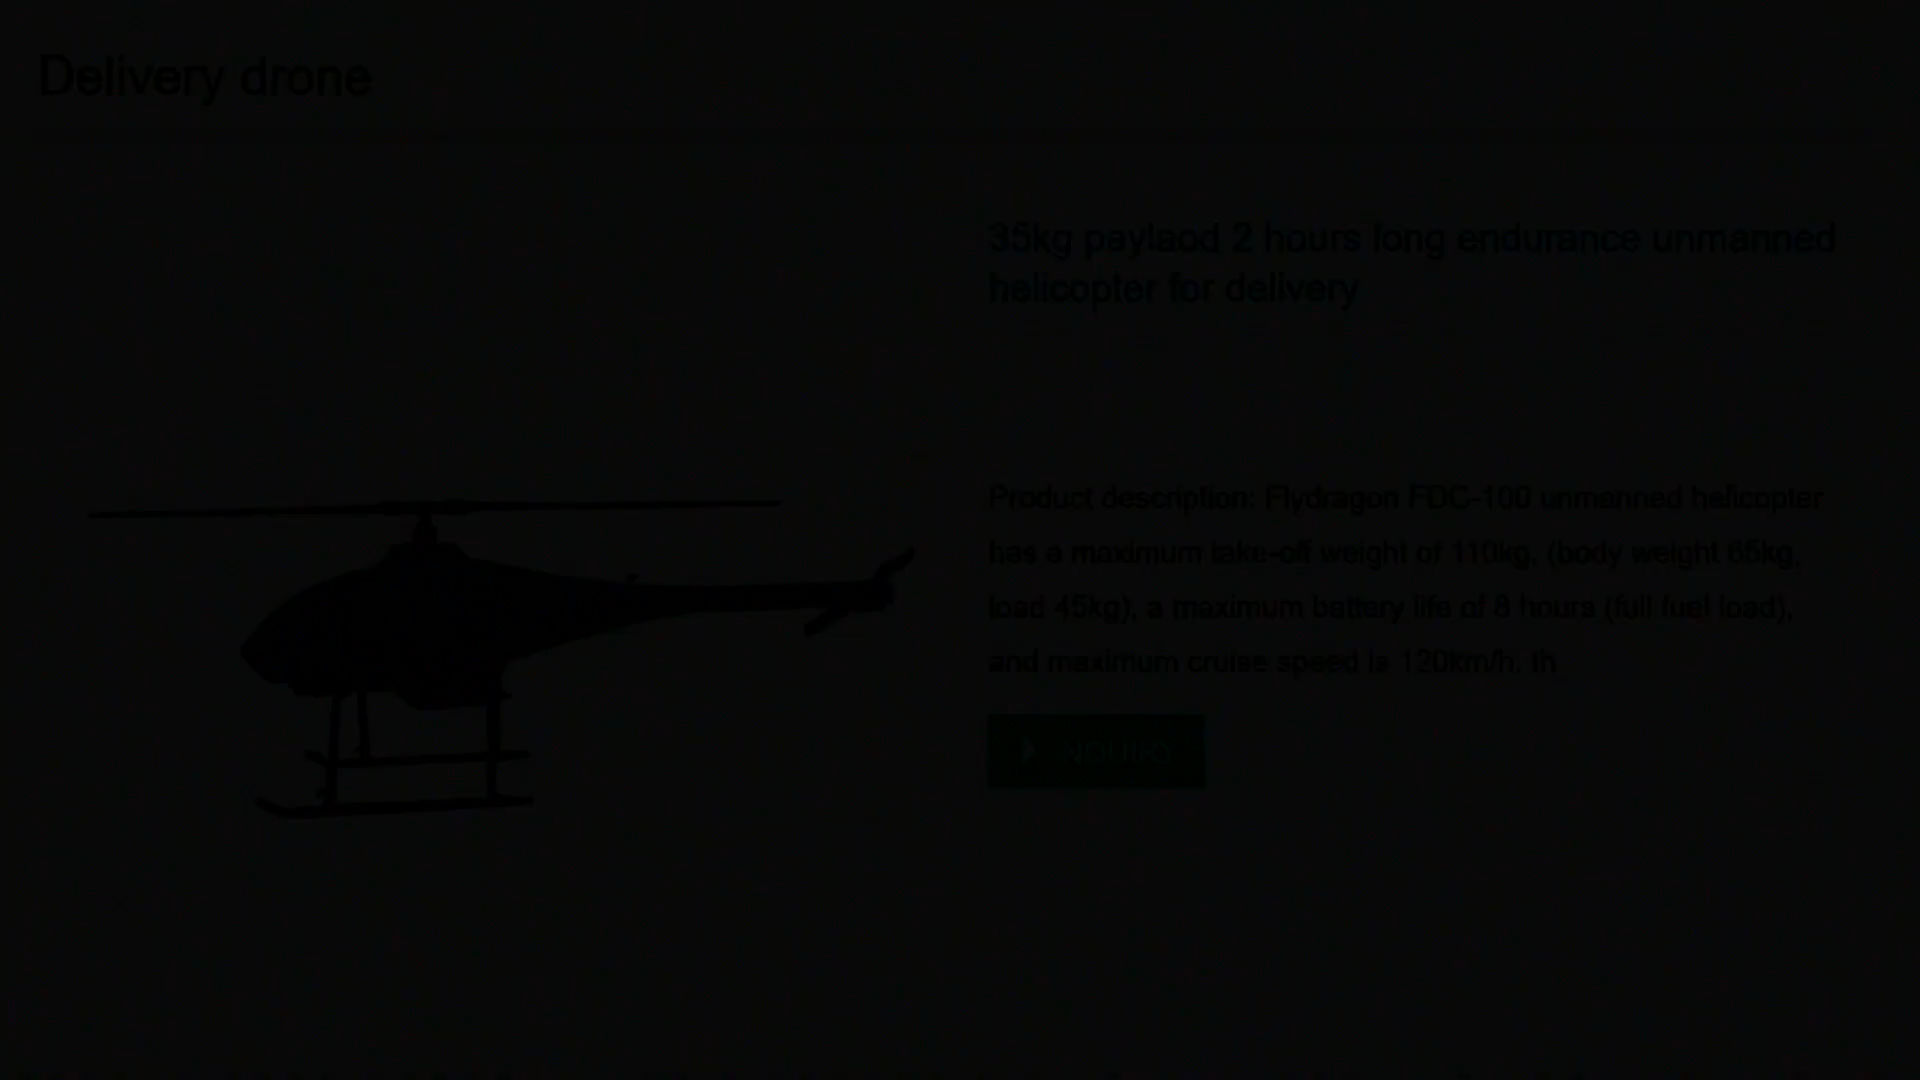 Delivery drone
35kg paylaod 2 hours long endurance unmanned
helicopter for delivery
Product description: Flydragon FDC-100 unmanned helicopter
has a maximum take-off weight of 110kg, (body weight 65kg,
load 45kg), a maximum battery life of 8 hours (full fuel load),
and maximum cruise speed is 120km/h. th
INQUIRY